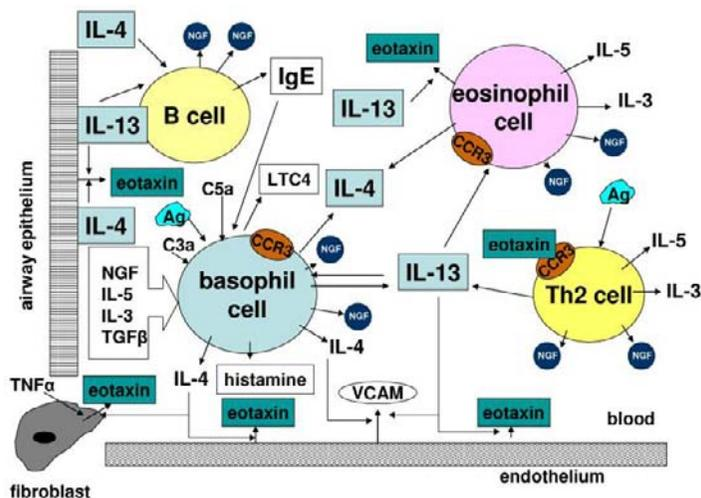 IL-4
NGF
NGF
eotaxin
IL-5
IgE
B cell
IL-13
IL-13
eosinophil
cell
IL-3
CCR3
NGF
NGF
airway epithelium
eotaxin
C5a
LTC4
IL-4
IL-4
Ag
C3a
CCR3
NGF
basophil
cell
NGF
IL-5
IL-3
TGFβ
IL-13
Ag
eotaxin
CCR3
IL-5
Th2 cell
IL-3
NGF
IL-4
NGF
NGF
TNFα
eotaxin
IL-4
histamine
VCAM
eotaxin
eotaxin
blood
fibroblast
endothelium